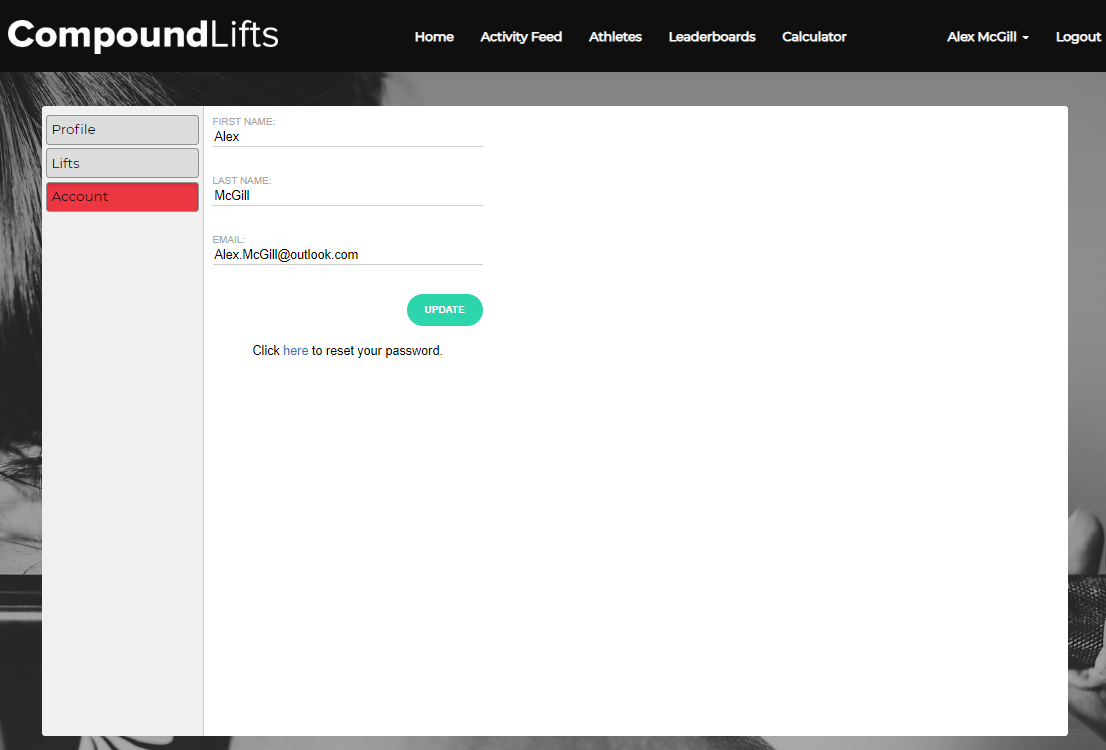 CompoundLifts
Home Activity Feed Athletes Leaderboards Calculator Alex McGill Logout
Profile
Lifts
Account
FIRST NAME:
Alex
LAST NAME:
McGill
EMAIL:
Alex.McGill@outlook.com
UPDATE
Click here to reset your password.